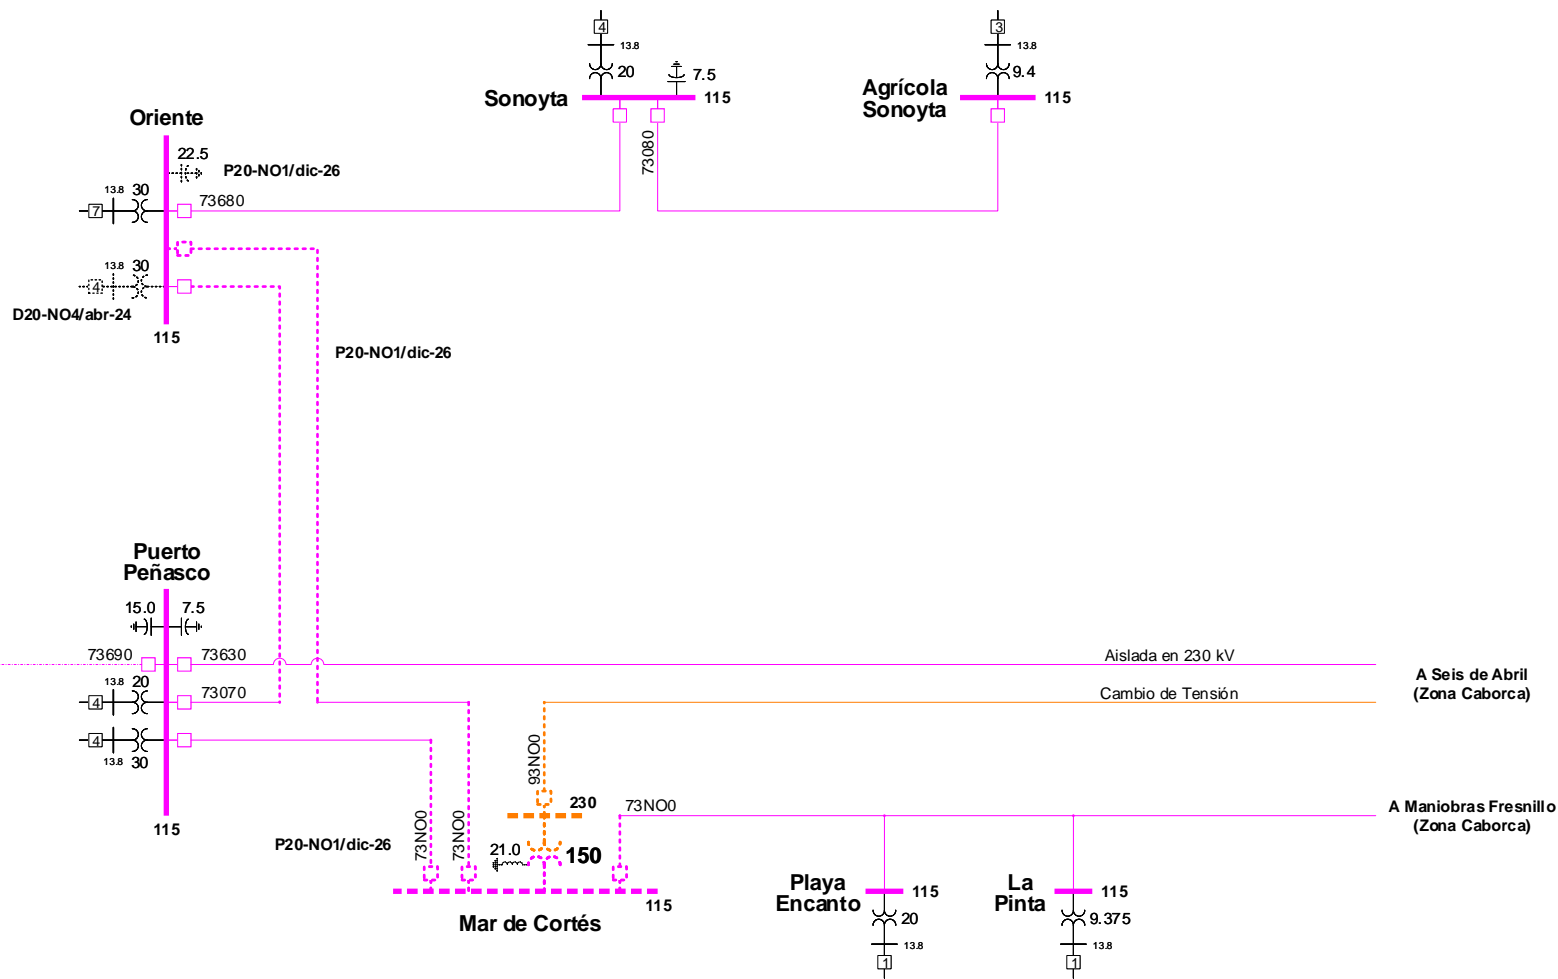 4
13.8
20
7.5
Sonoyta
115
73080
3
13.8
9.4
Agrícola
Sonoyta
115
Oriente
22.5
P20-NO1/dic-26
13.8
30
7
73680
13.8
30
4
D20-NO4/abr-24
115
P20-NO1/dic-26
Puerto
Peñasco
15.0
7.5
73690
73630
Aislada en 230 kV
A Seis de Abril
(Zona Caborca)
13.8
20
4
73070
Cambio de Tensión
4
13.8
30
115
93NO0
230
73NO0
A Maniobras Fresnillo
(Zona Caborca)
P20-NO1/dic-26
73NO0
73NO0
21.0
150
115
Mar de Cortés
Playa
Encanto
115
20
13.8
1
La
Pinta
115
9.375
13.8
1